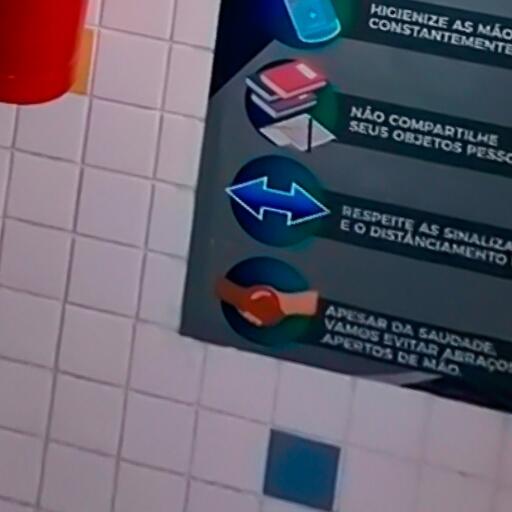 HIGIENIZE AS MÃO
CONSTANTEMENTE
NÃO COMPARTILHE
SEUS OBJETOS PESSO
RESPEITE AS SINALIZA
E O DISTÂNCIAMENTO
APESAR DA SAUDADE,
VAMOS EVITAR ABRAÇOS
APERTOS DE MÃO.